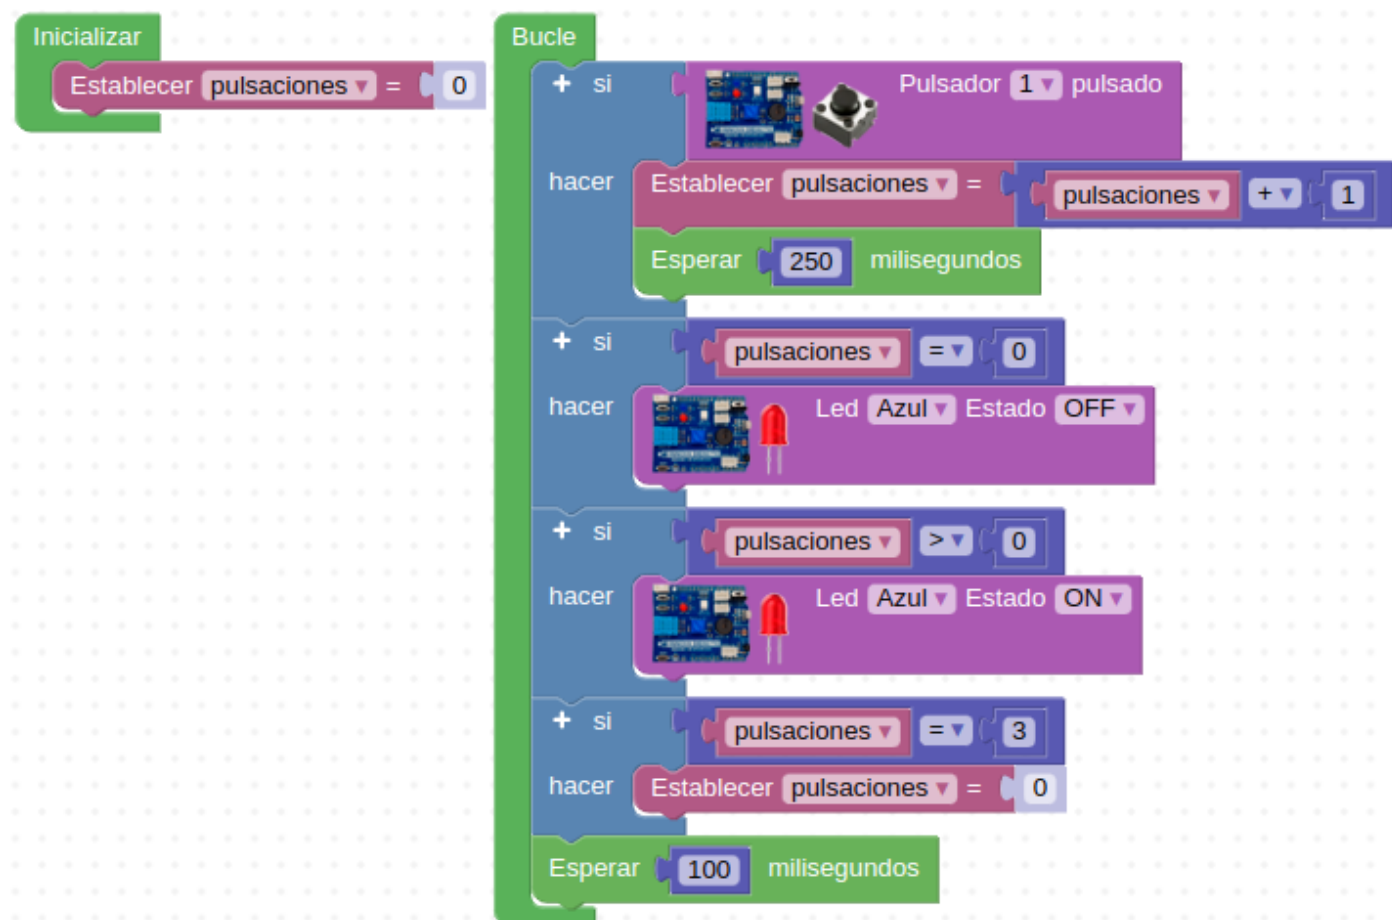 Inicializar
Establecer pulsaciones = 0
Bucle
+ si Pulsador 1 pulsado
hacer Establecer pulsaciones = pulsaciones + 1
Esperar 250 milisegundos
+ si pulsaciones = 0
hacer Led Azul Estado OFF
+ si pulsaciones > 0
hacer Led Azul Estado ON
+ si pulsaciones = 3
hacer Establecer pulsaciones = 0
Esperar 100 milisegundos